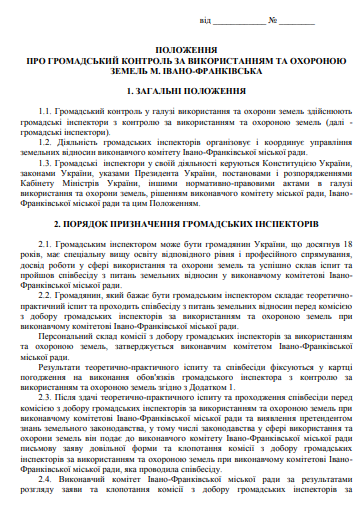 від ____________ № ________
ПОЛОЖЕННЯ
ПРО ГРОМАДСЬКИЙ КОНТРОЛЬ ЗА ВИКОРИСТАННЯМ ТА ОХОРОНОЮ
ЗЕМЕЛЬ М. ІВАНО-ФРАНКІВСЬКА
1. ЗАГАЛЬНІ ПОЛОЖЕННЯ
1.1. Громадський контроль у галузі використання та охорони земель здійснюють
громадські інспектори з контролю за використанням та охороною земель (далі -
громадські інспектори).
1.2. Діяльність громадських інспекторів організовує і координує управління
земельних відносин виконавчого комітету Івано-Франківської міської ради.
1.3. Громадські інспектори у своїй діяльності керуються Конституцією України,
законами України, указами Президента України, постановами і розпорядженнями
Кабінету Міністрів України, іншими нормативно-правовими актами в галузі
використання та охорони земель, рішенням виконавчого комітету міської ради, Івано-
Франківської міської ради та цим Положенням.
2. ПОРЯДОК ПРИЗНАЧЕННЯ ГРОМАДСЬКИХ ІНСПЕКТОРІВ
2.1. Громадським інспектором може бути громадянин України, що досягнув 18
років, має спеціальну вищу освіту відповідного рівня і професійного спрямування,
досвід роботи у сфері використання та охорони земель та успішно склав іспит та
пройшов співбесіду з питань земельних відносин у виконавчому комітетові Івано-
Франківської міської ради.
2.2. Громадянин, який бажає бути громадським інспектором складає теоретично-
практичний іспит та проходить співбесіду з питань земельних відносин перед комісією
з добору громадських інспекторів за використанням та охороною земель при
виконавчому комітетові Івано-Франківської міської ради.
Персональний склад комісії з добору громадських інспекторів за використанням
та охороною земель, затверджується виконавчим комітетом Івано-Франківської
міської ради.
Результати теоретично-практичного іспиту та співбесіди фіксуються у картці
погодження на виконання обов'язків громадського інспектора з контролю за
використанням та охороною земель згідно з Додатком 1.
2.3. Після здачі теоретично-практичного іспиту та проходження співбесіди перед
комісією з добору громадських інспекторів за використанням та охороною земель при
виконавчому комітетові Івано-Франківської міської ради та виявлення претендентом
знань земельного законодавства, у тому числі законодавства у сфері використання та
охорони земель він подає до виконавчого комітету Івано-Франківської міської ради
письмову заяву довільної форми та клопотання комісії з добору громадських
інспекторів за використанням та охороною земель при виконавчому комітетові Івано-
Франківської міської ради, яка проводила співбесіду.
2.4. Виконавчий комітет Івано-Франківської міської ради за результатами
розгляду заяви та клопотання комісії з добору громадських інспекторів за